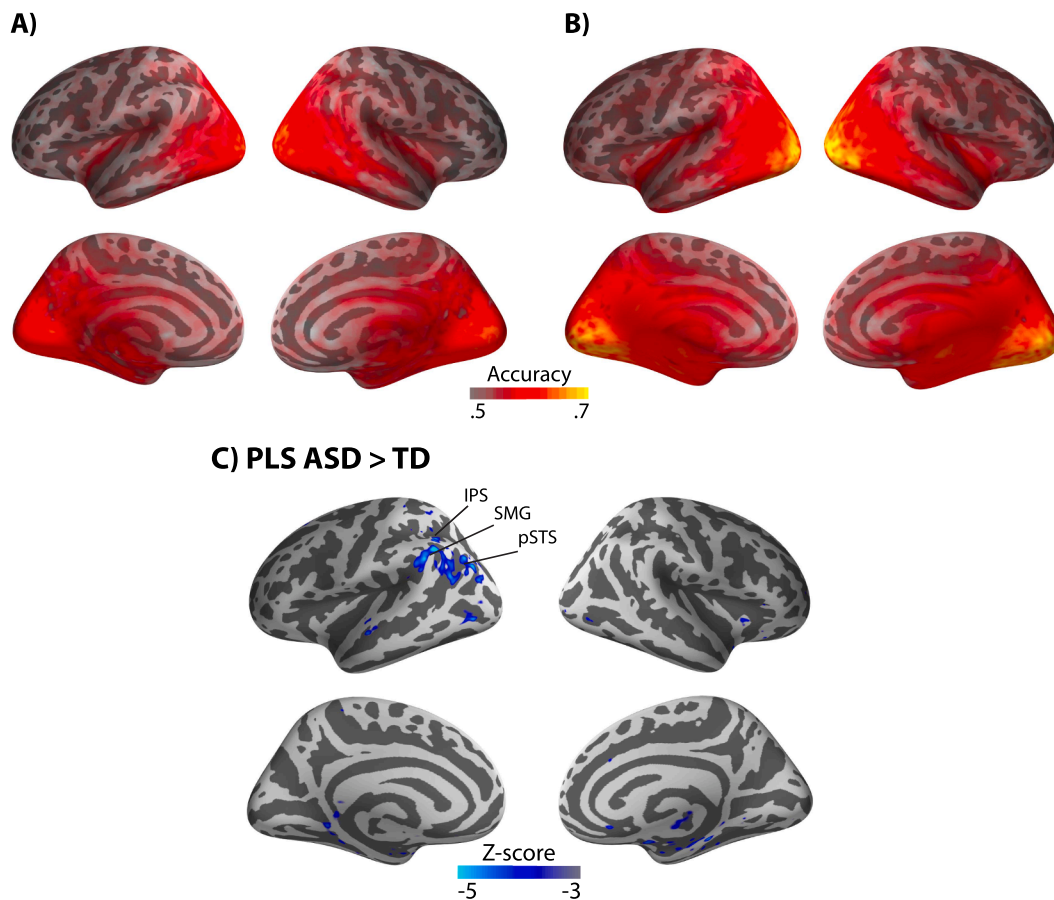 A)
B)
Accuracy
.5 .7
C) PLS ASD > TD
IPS
SMG
pSTS
Z-score
-5 -3